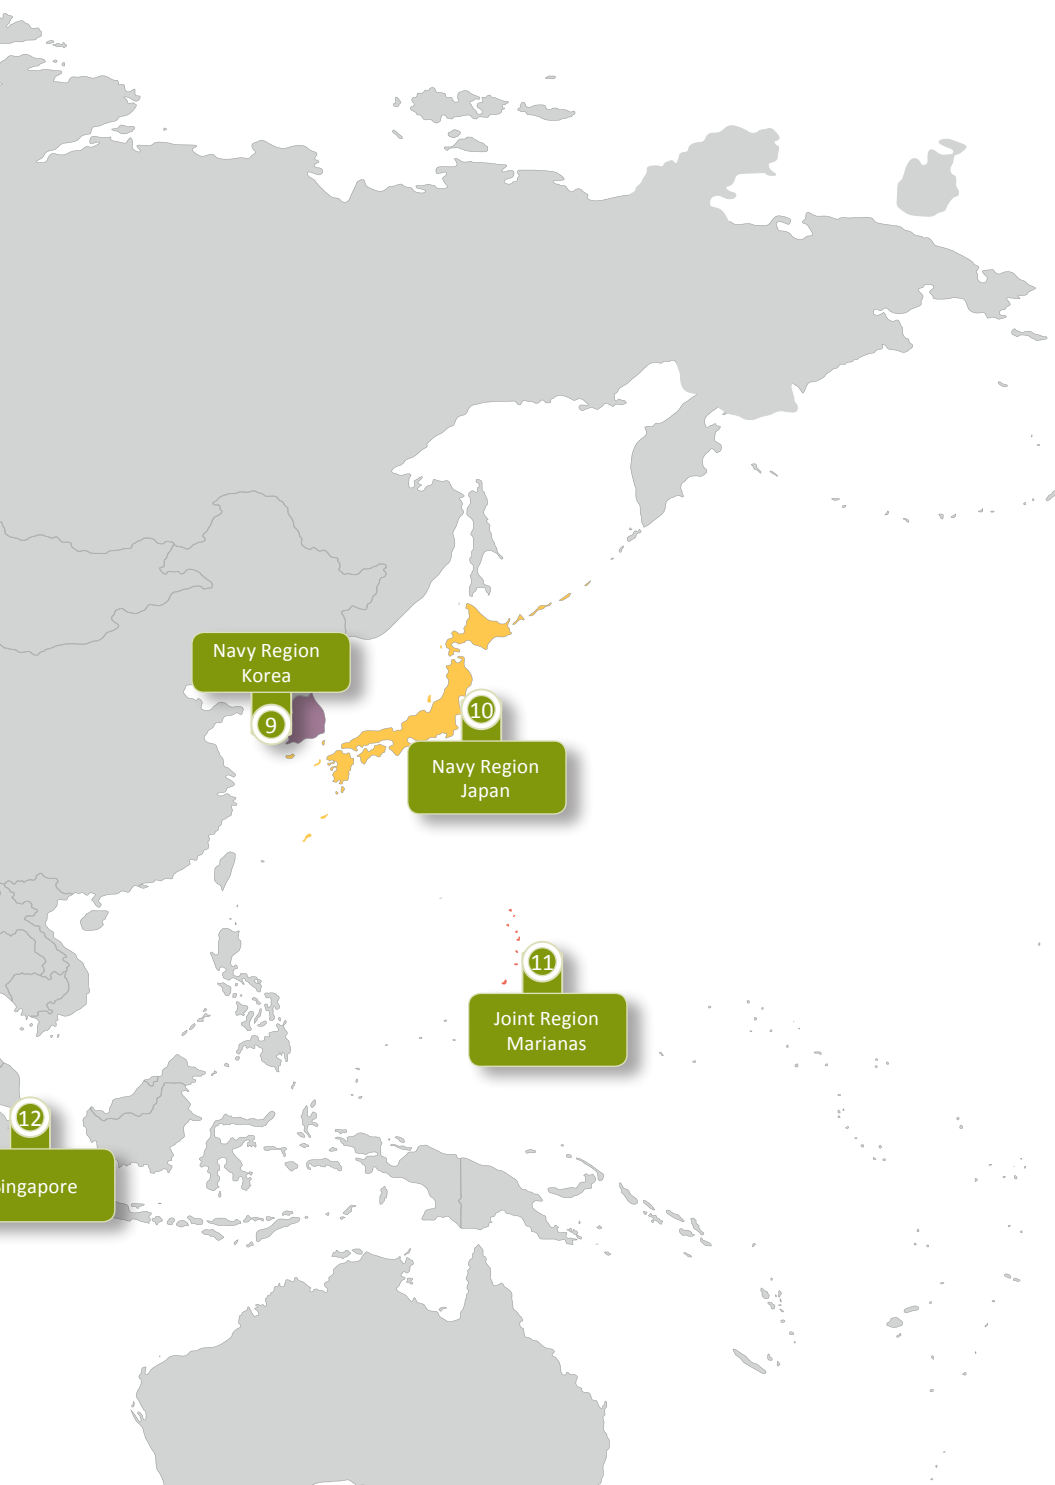 Navy Region
Korea
9
10
Navy Region
Japan
11
Joint Region
Marianas
12
ingapore